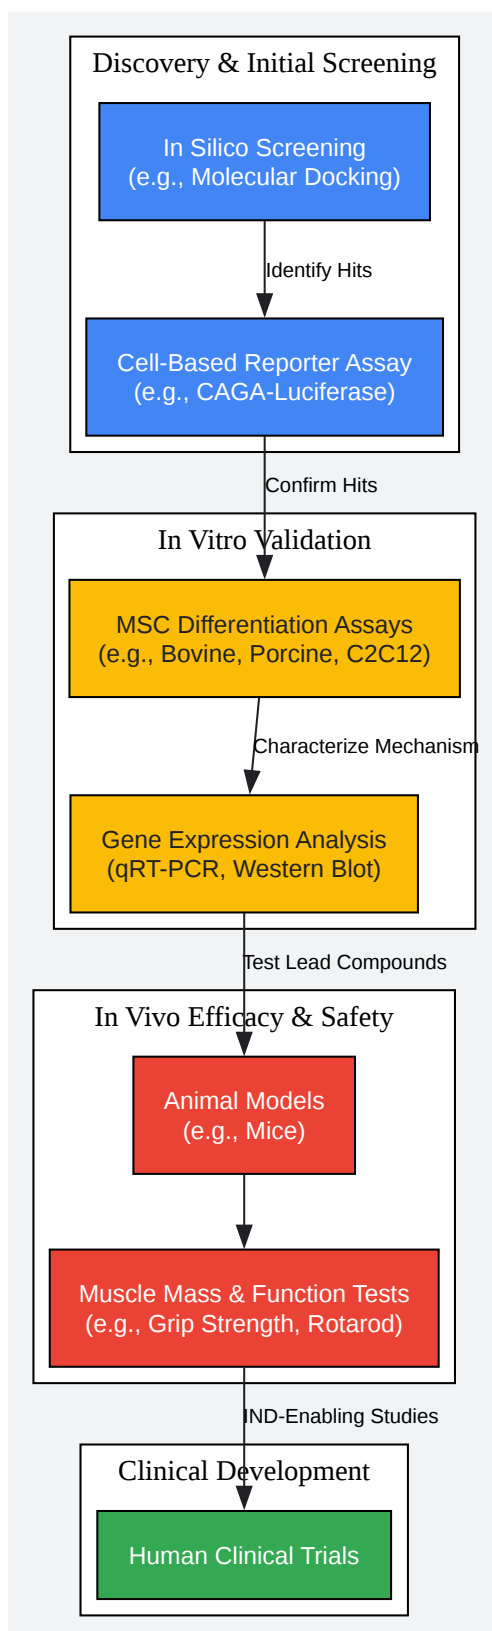 Discovery & Initial Screening
In Silico Screening
(e.g., Molecular Docking)
Identify Hits
Cell-Based Reporter Assay
(e.g., CAGA-Luciferase)
Confirm Hits
In Vitro Validation
MSC Differentiation Assays
(e.g., Bovine, Porcine, C2C12)
Characterize Mechanism
Gene Expression Analysis
(qRT-PCR, Western Blot)
Test Lead Compounds
In Vivo Efficacy & Safety
Animal Models
(e.g., Mice)
Muscle Mass & Function Tests
(e.g., Grip Strength, Rotarod)
IND-Enabling Studies
Clinical Development
Human Clinical Trials